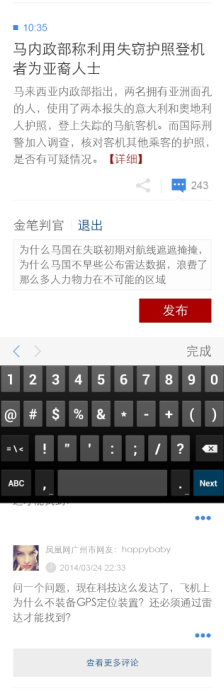 10:35
马内政部称利用失窃护照登机
者为亚裔人士
马来西亚内政部指出，两名拥有亚洲面孔
的人，使用了两本报失的意大利和奥地利
人护照，登上失踪的马航客机。而国际刑
警加入调查，核对客机其他乘客的护照，
是否有可疑情况。【详细】
243
金笔判官 退出
为什么马国在失联初期对航线遮遮掩掩，
为什么马国不早些公布雷达数据，浪费了
那么多人力物力在不可能的区域
发布
完成
1 2 3 4 5 6 7 8 9 0
@ # $ % & * - + ( )
= \ < ! " ' : ; / ?
ABC , . Next
达才能找到?
凤凰网广州市网友：happybaby
2014/03/24 22:33
问一个问题，现在科技这么发达了，飞机上
为什么不装备GPS定位装置？还必须通过雷
达才能找到？
查看更多评论